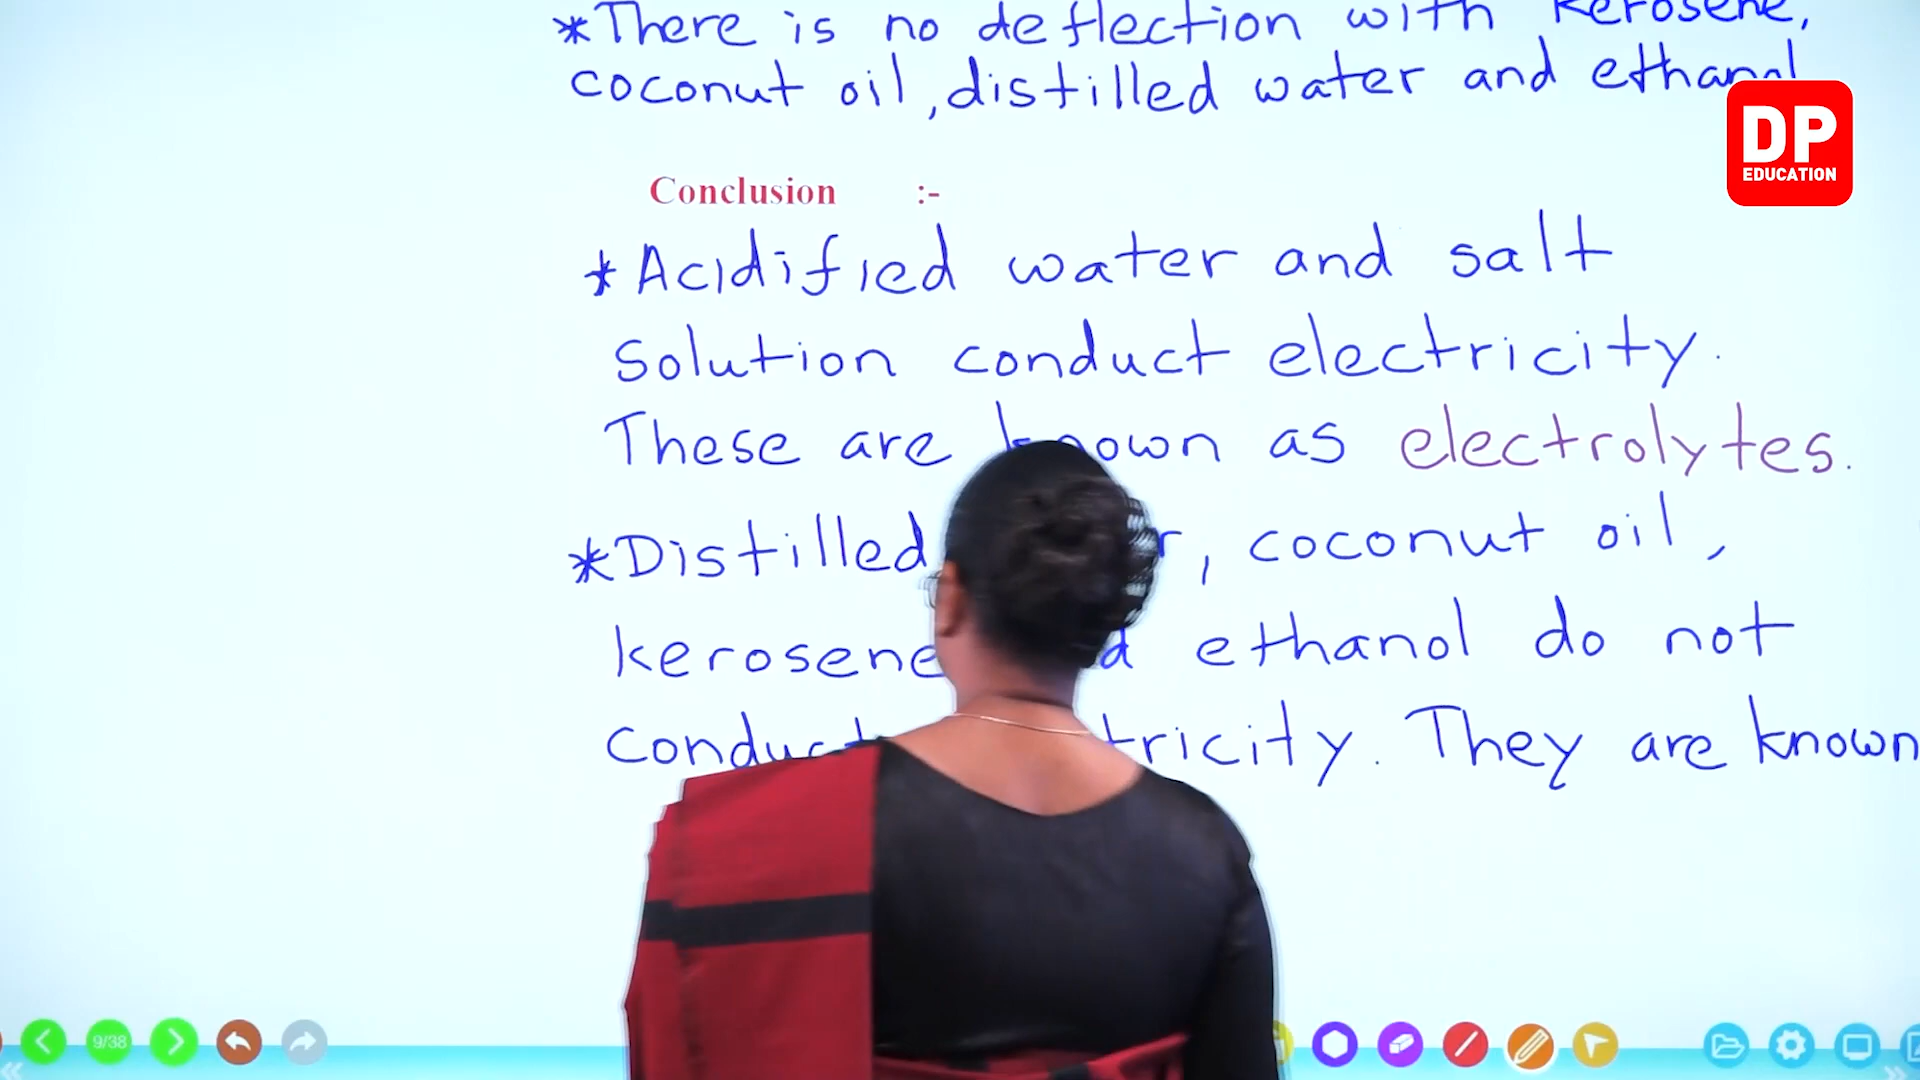 *There is no deflection with kerosene,
coconut oil, distilled water and ethanol
DP
EDUCATION
Conclusion :-
*Acidified water and salt
solution conduct electricity.
These are known as electrolytes.
*Distilled , coconut oil,
kerosene ethanol do not
conduct . They are known
9/38